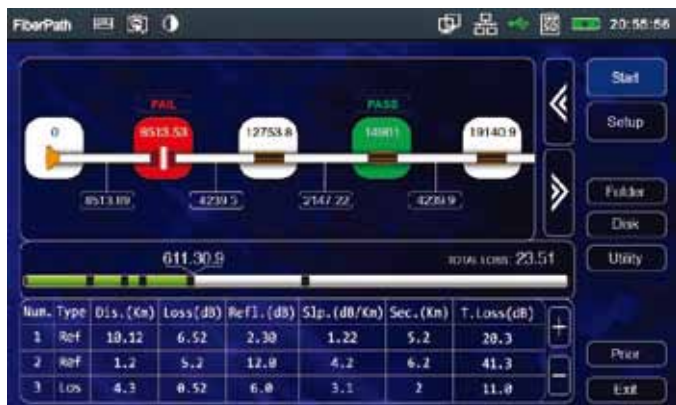 FiberPath 20:56:56
Start
FAIL PASS
0 8513.53 12753.8 14901 19140.9
Setup
8513.89 4239.5 2147.22 4239.9
Folder
Disk
611.30.9 TOTAL LOSS: 23.51
Utility
Num. Type Dis.(Km) Loss(dB) Refl.(dB) Slp.(dB/Km) Sec.(Km) T.Loss(dB)
1 Ref 10.12 6.52 2.30 1.22 5.2 20.3
2 Ref 1.2 5.2 12.0 4.2 6.2 41.3
3 Los 4.3 0.52 6.0 3.1 2 11.0
+
−
Prior
Exit